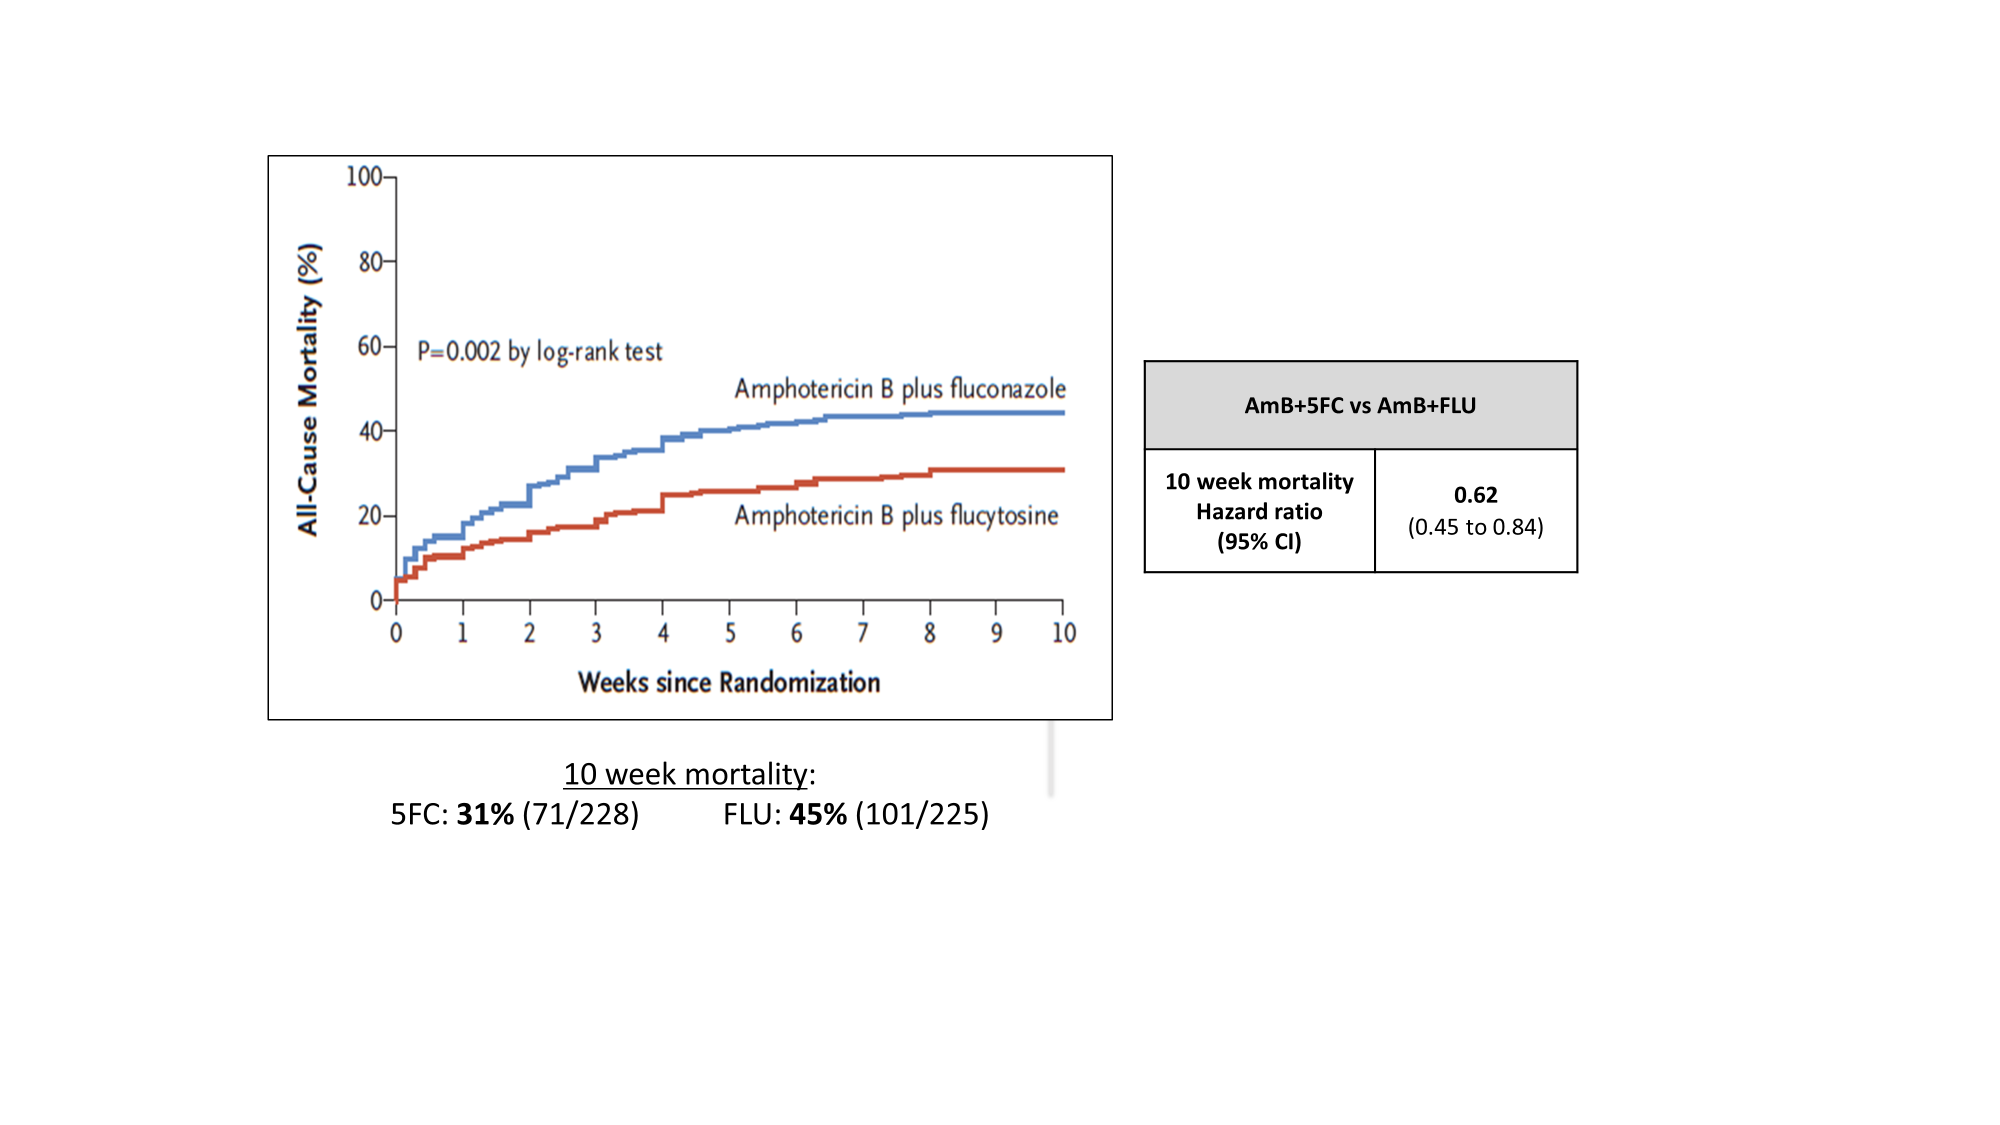 All-Cause Mortality (%)
100
80
60
40
20
0
P=0.002 by log-rank test
Amphotericin B plus fluconazole
Amphotericin B plus flucytosine
0 1 2 3 4 5 6 7 8 9 10
Weeks since Randomization
10 week mortality:
5FC: 31% (71/228) FLU: 45% (101/225)
AmB+5FC vs AmB+FLU
10 week mortality
Hazard ratio
(95% CI)
0.62
(0.45 to 0.84)